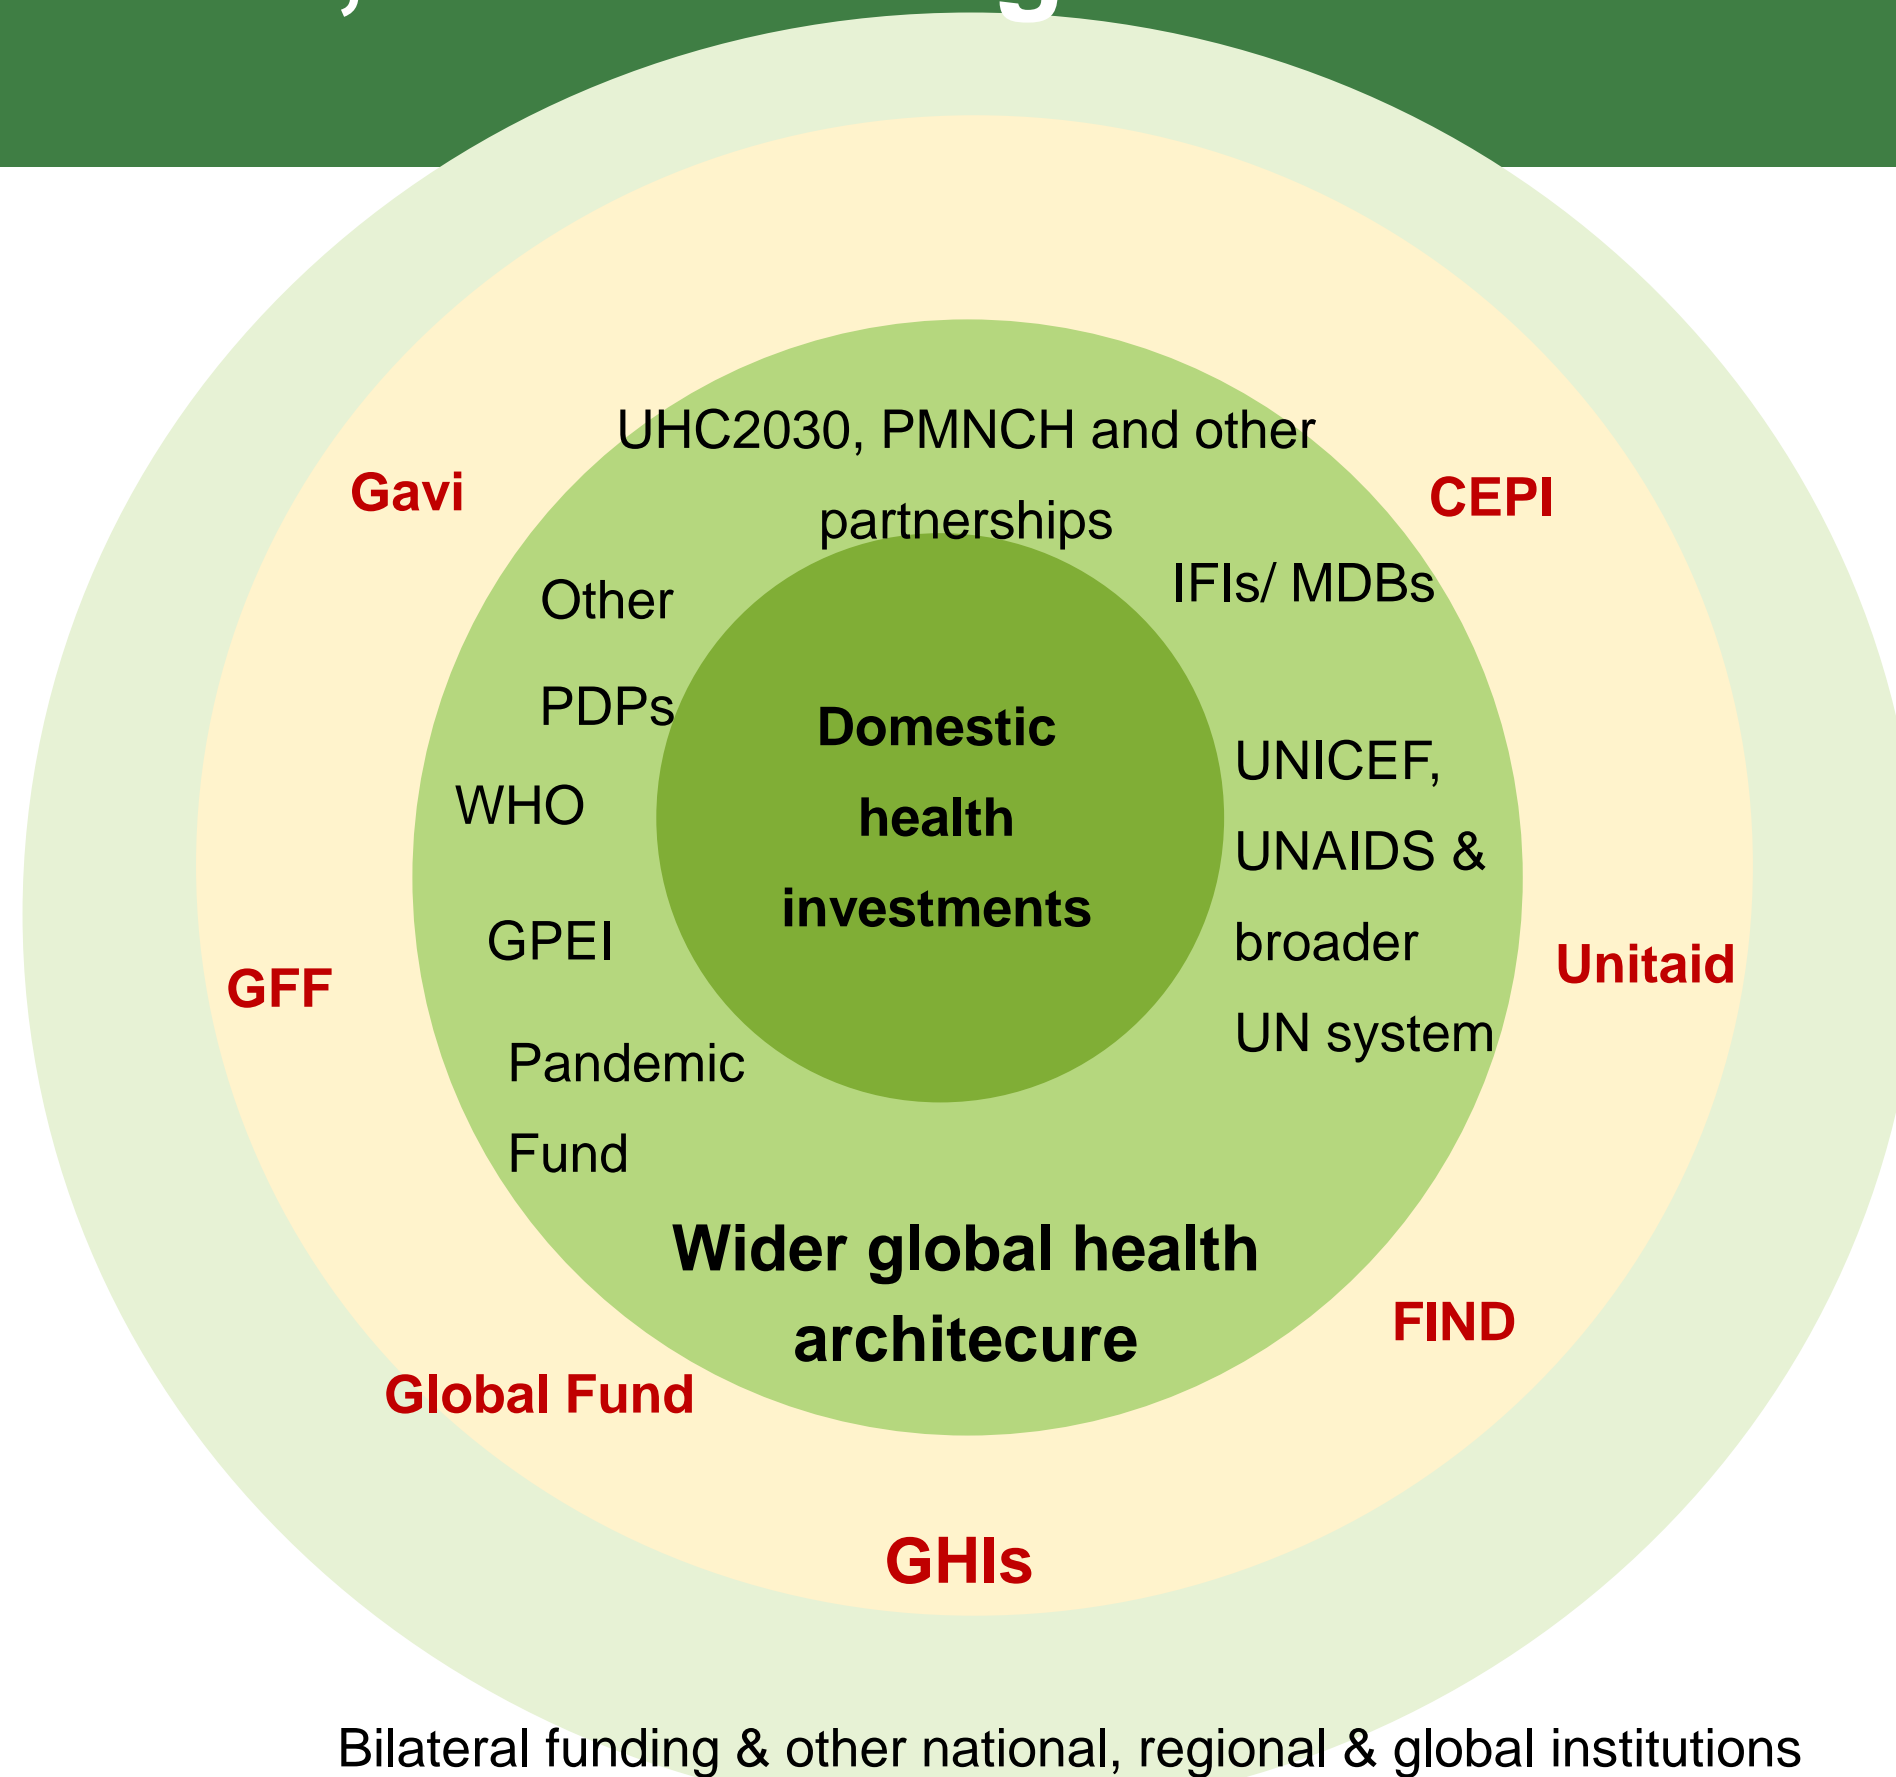 UHC2030, PMNCH and other
partnerships
Gavi
CEPI
IFIs/ MDBs
Other
PDPs
WHO
GPEI
Pandemic
Fund
Domestic
health
investments
UNICEF,
UNAIDS &
broader
UN system
GFF
Unitaid
Wider global health
architecure
FIND
Global Fund
GHIs
Bilateral funding & other national, regional & global institutions